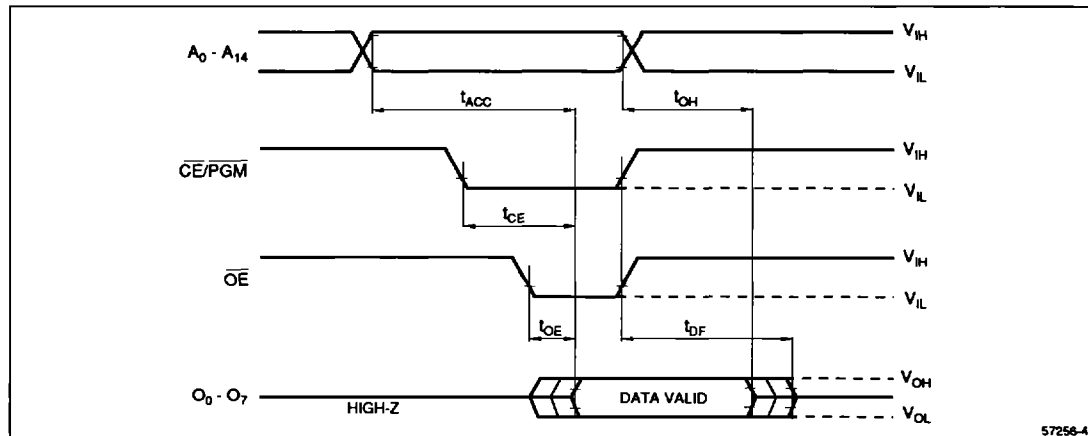 A0 - A14
VIH
VIL
tACC
tOH
CE/PGM
VIH
VIL
tCE
OE
VIH
VIL
tOE
tDF
O0 - O7
HIGH-Z
DATA VALID
VOH
VOL
57256-4